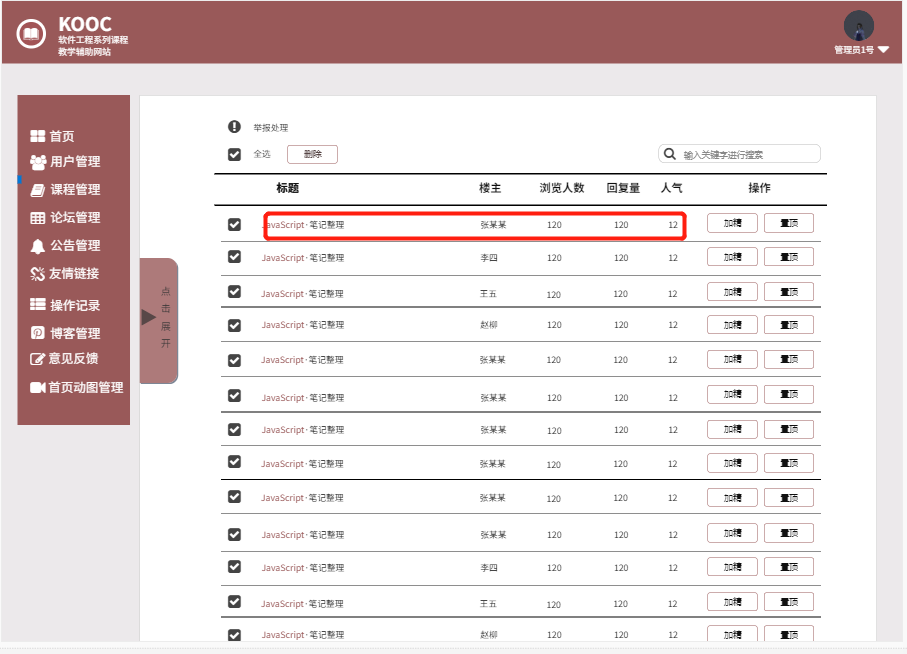 KOOC
软件工程系列课程
教学辅助网站
管理员1号
首页
用户管理
课程管理
论坛管理
公告管理
友情链接
操作记录
博客管理
意见反馈
首页动图管理
点击展开
举报处理
全选 删除 输入关键字进行搜索
标题 楼主 浏览人数 回复量 人气 操作
JavaScript·笔记整理 张某某 120 120 12 加精 置顶
JavaScript·笔记整理 李四 120 120 12 加精 置顶
JavaScript·笔记整理 王五 120 120 12 加精 置顶
JavaScript·笔记整理 赵柳 120 120 12 加精 置顶
JavaScript·笔记整理 张某某 120 120 12 加精 置顶
JavaScript·笔记整理 张某某 120 120 12 加精 置顶
JavaScript·笔记整理 张某某 120 120 12 加精 置顶
JavaScript·笔记整理 张某某 120 120 12 加精 置顶
JavaScript·笔记整理 张某某 120 120 12 加精 置顶
JavaScript·笔记整理 张某某 120 120 12 加精 置顶
JavaScript·笔记整理 李四 120 120 12 加精 置顶
JavaScript·笔记整理 王五 120 120 12 加精 置顶
JavaScript·笔记整理 赵柳 120 120 12 加精 置顶